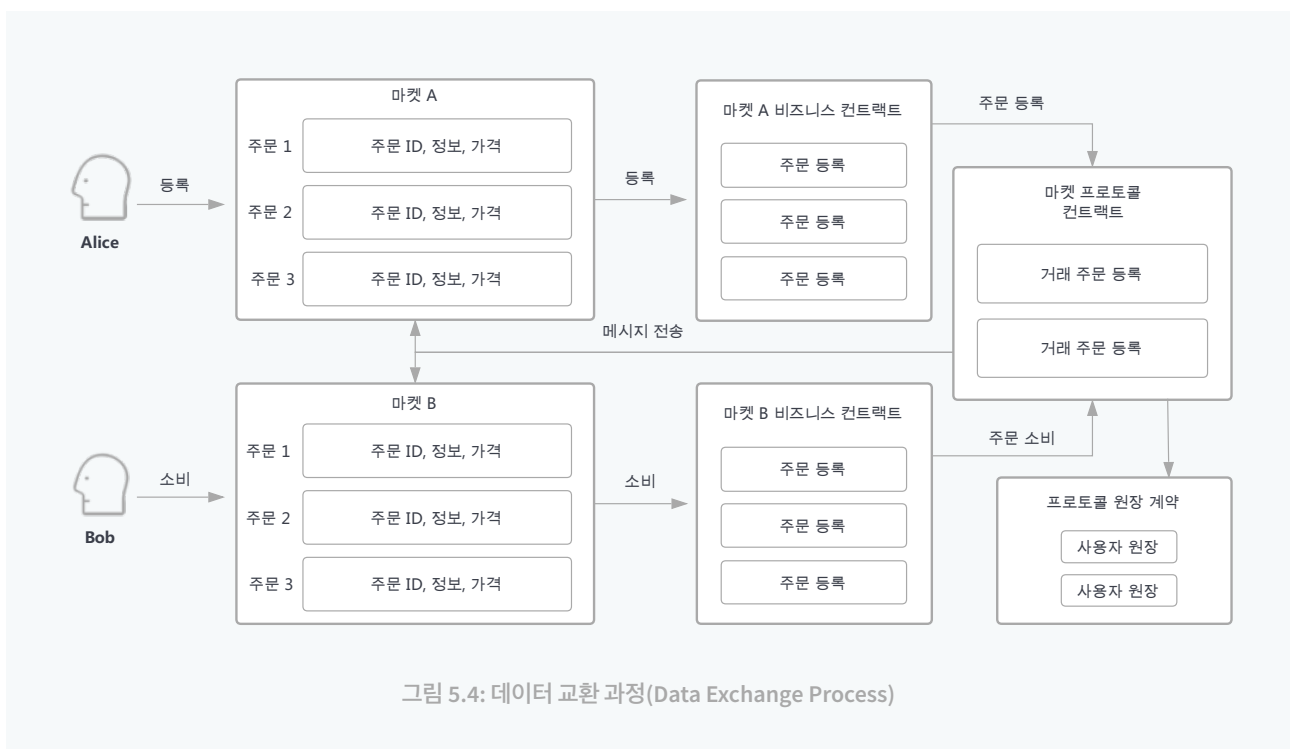 마켓 A
주문 1
주문 ID, 정보, 가격
주문 2
주문 ID, 정보, 가격
주문 3
주문 ID, 정보, 가격
Alice
등록
등록
마켓 A 비즈니스 컨트랙트
주문 등록
주문 등록
주문 등록
주문 등록
마켓 프로토콜
컨트랙트
거래 주문 등록
거래 주문 등록
메시지 전송
마켓 B
주문 1
주문 ID, 정보, 가격
주문 2
주문 ID, 정보, 가격
주문 3
주문 ID, 정보, 가격
Bob
소비
소비
마켓 B 비즈니스 컨트랙트
주문 등록
주문 등록
주문 등록
주문 소비
프로토콜 원장 계약
사용자 원장
사용자 원장
그림 5.4: 데이터 교환 과정(Data Exchange Process)